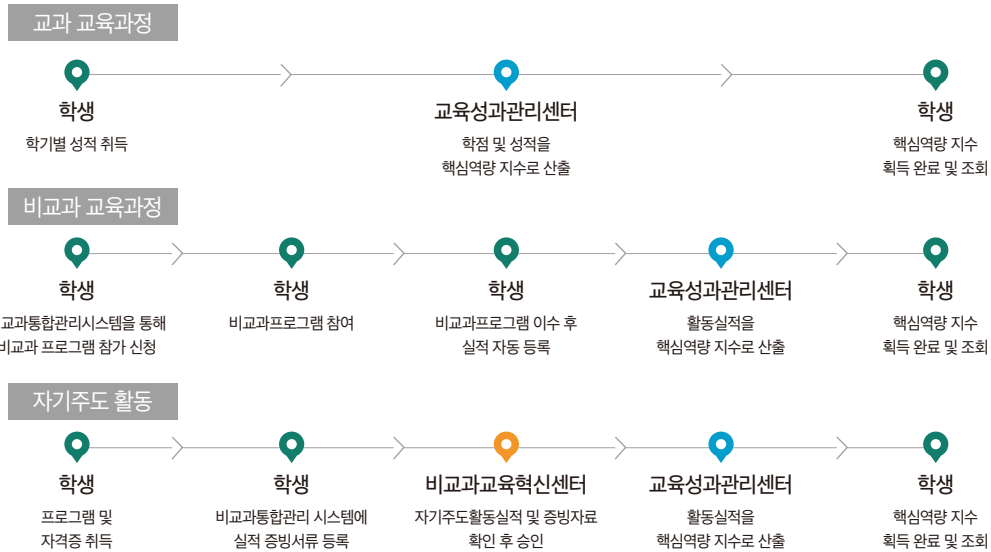 교과 교육과정
학생
학기별 성적 취득
교육성과관리센터
학점 및 성적을
핵심역량 지수로 산출
학생
핵심역량 지수
획득 완료 및 조회
비교과 교육과정
학생
교과통합관리시스템을 통해
비교과 프로그램 참가 신청
학생
비교과프로그램 참여
학생
비교과프로그램 이수 후
실적 자동 등록
교육성과관리센터
활동실적을
핵심역량 지수로 산출
학생
핵심역량 지수
획득 완료 및 조회
자기주도 활동
학생
프로그램 및
자격증 취득
학생
비교과통합관리 시스템에
실적 증빙서류 등록
비교과교육혁신센터
자기주도활동실적 및 증빙자료
확인 후 승인
교육성과관리센터
활동실적을
핵심역량 지수로 산출
학생
핵심역량 지수
획득 완료 및 조회